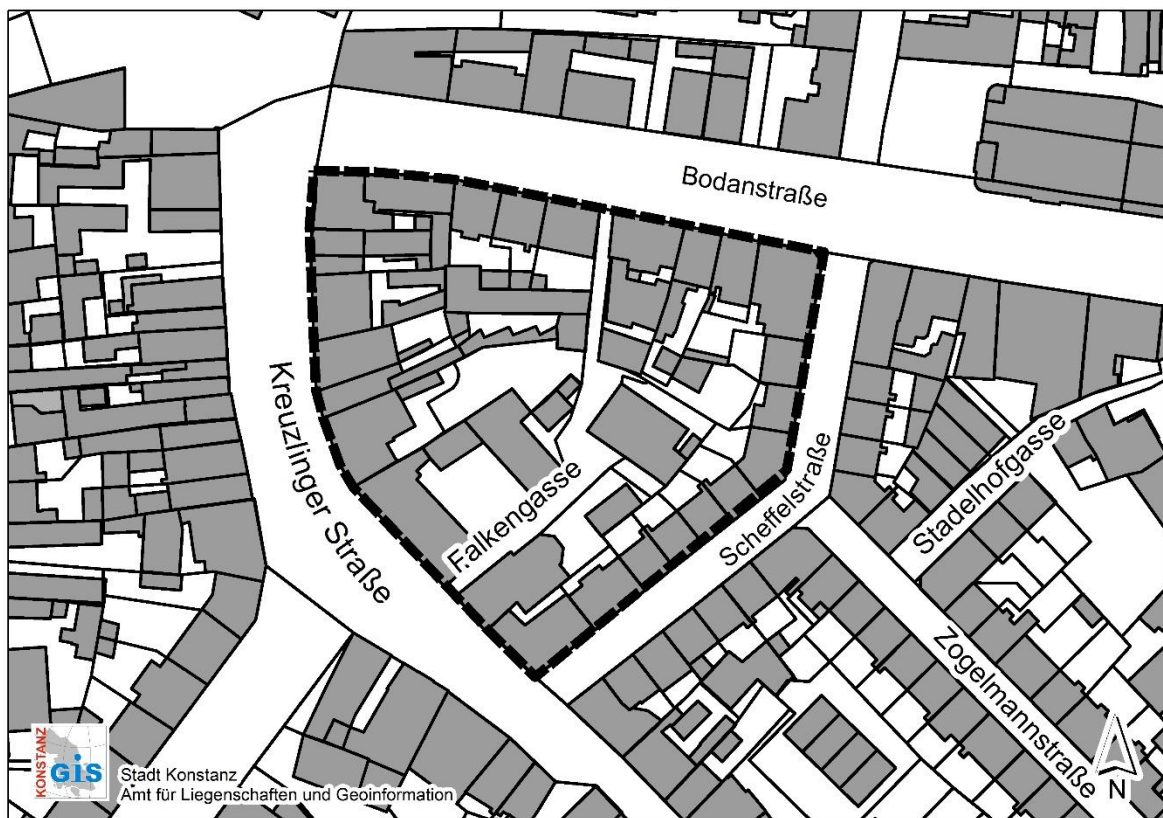 Bodanstraße
Kreuzlinger Straße
Falkengasse
Scheffelstraße
Stadelhofgasse
Zogelmannstraße
KONSTANZ
GIS
Stadt Konstanz
Amt für Liegenschaften und Geoinformation
N